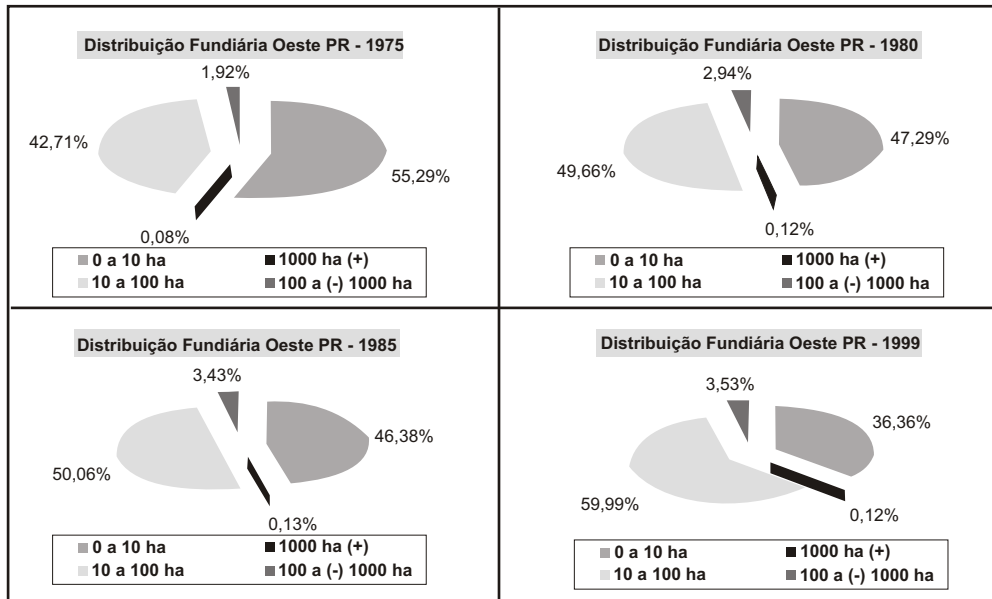 Distribuição Fundiária Oeste PR - 1975
1,92%
42,71%
55,29%
0,08%
0 a 10 ha 1000 ha (+)
10 a 100 ha 100 a (-) 1000 ha
Distribuição Fundiária Oeste PR - 1980
2,94%
47,29%
49,66%
0,12%
0 a 10 ha 1000 ha (+)
10 a 100 ha 100 a (-) 1000 ha
Distribuição Fundiária Oeste PR - 1985
3,43%
46,38%
50,06%
0,13%
0 a 10 ha 1000 ha (+)
10 a 100 ha 100 a (-) 1000 ha
Distribuição Fundiária Oeste PR - 1999
3,53%
36,36%
59,99%
0,12%
0 a 10 ha 1000 ha (+)
10 a 100 ha 100 a (-) 1000 ha